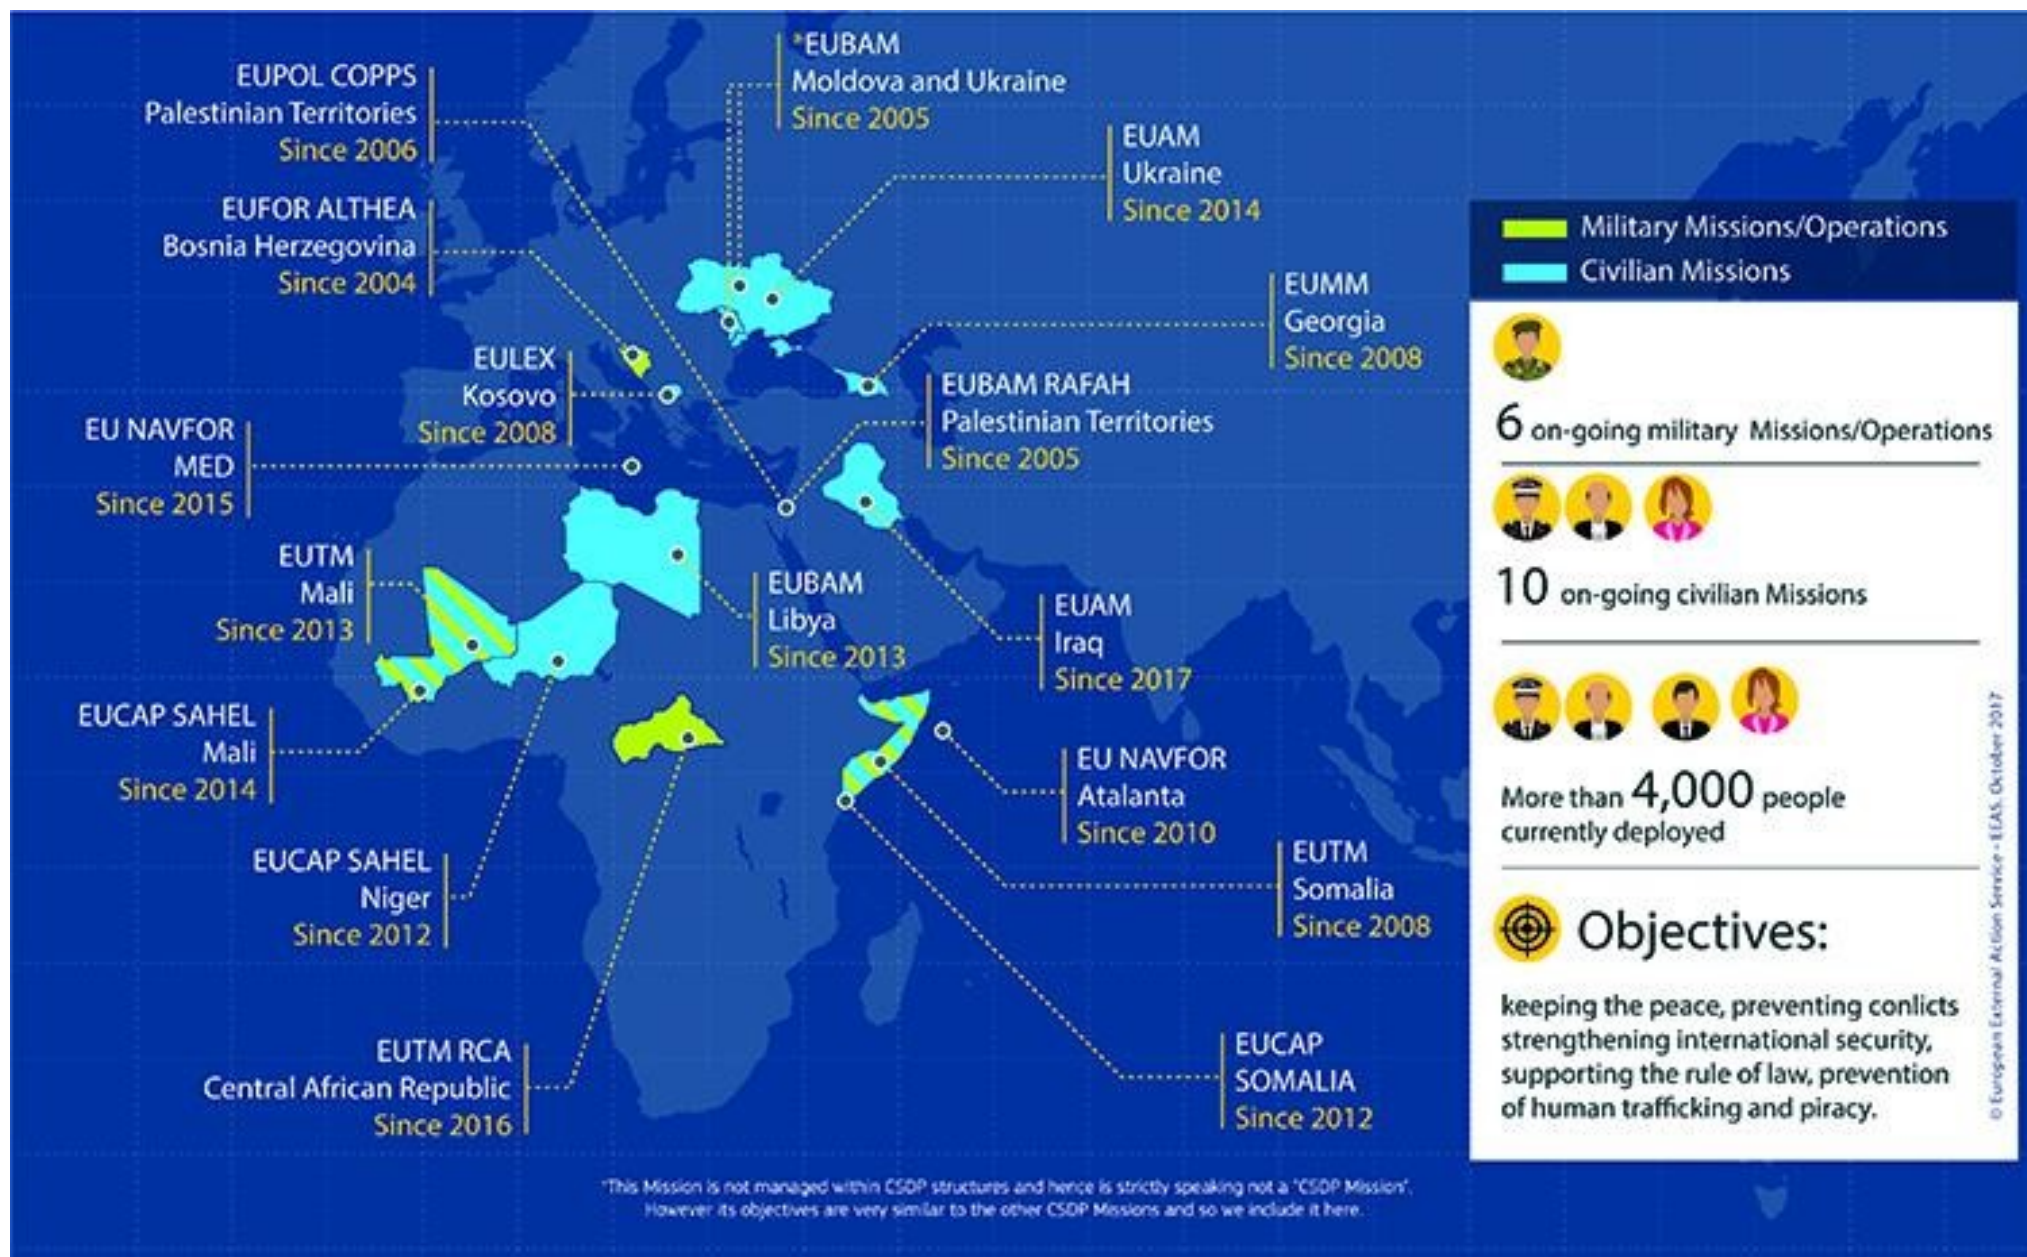 *EUBAM
Moldova and Ukraine
Since 2005
EUPOL COPPS
Palestinian Territories
Since 2006
EUAM
Ukraine
Since 2014
EUFOR ALTHEA
Bosnia Herzegovina
Since 2004
EUMM
Georgia
Since 2008
EULEX
Kosovo
Since 2008
EUBAM RAFAH
Palestinian Territories
Since 2005
EU NAVFOR
MED
Since 2015
EUTM
Mali
Since 2013
EUBAM
Libya
Since 2013
EUAM
Iraq
Since 2017
EUCAP SAHEL
Mali
Since 2014
EU NAVFOR
Atalanta
Since 2010
EUCAP SAHEL
Niger
Since 2012
EUTM
Somalia
Since 2008
EUTM RCA
Central African Republic
Since 2016
EUCAP
SOMALIA
Since 2012
*This Mission is not managed within CSDP structures and hence is strictly speaking not a "CSDP Mission".
However its objectives are very similar to the other CSDP Missions and so we include it here.
Military Missions/Operations
Civilian Missions
6 on-going military Missions/Operations
10 on-going civilian Missions
More than 4,000 people
currently deployed
Objectives:
keeping the peace, preventing conlicts
strengthening international security,
supporting the rule of law, prevention
of human trafficking and piracy.
© European External Action Service - EEAS. October 2017